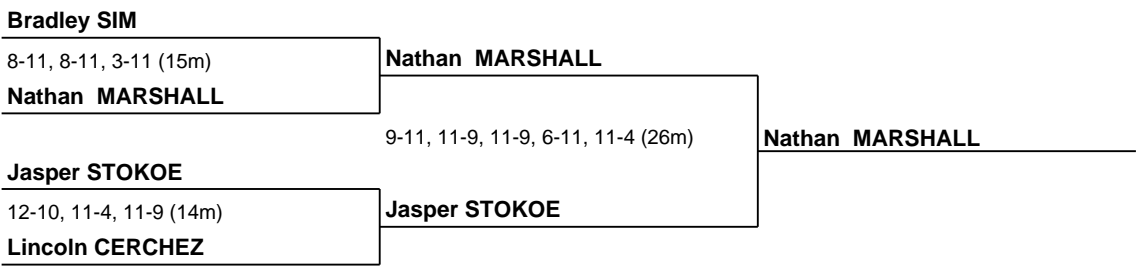 Bradley SIM
8-11, 8-11, 3-11 (15m)
Nathan  MARSHALL
Nathan  MARSHALL
9-11, 11-9, 11-9, 6-11, 11-4 (26m)
Nathan  MARSHALL
Jasper STOKOE
12-10, 11-4, 11-9 (14m)
Jasper STOKOE
Lincoln CERCHEZ